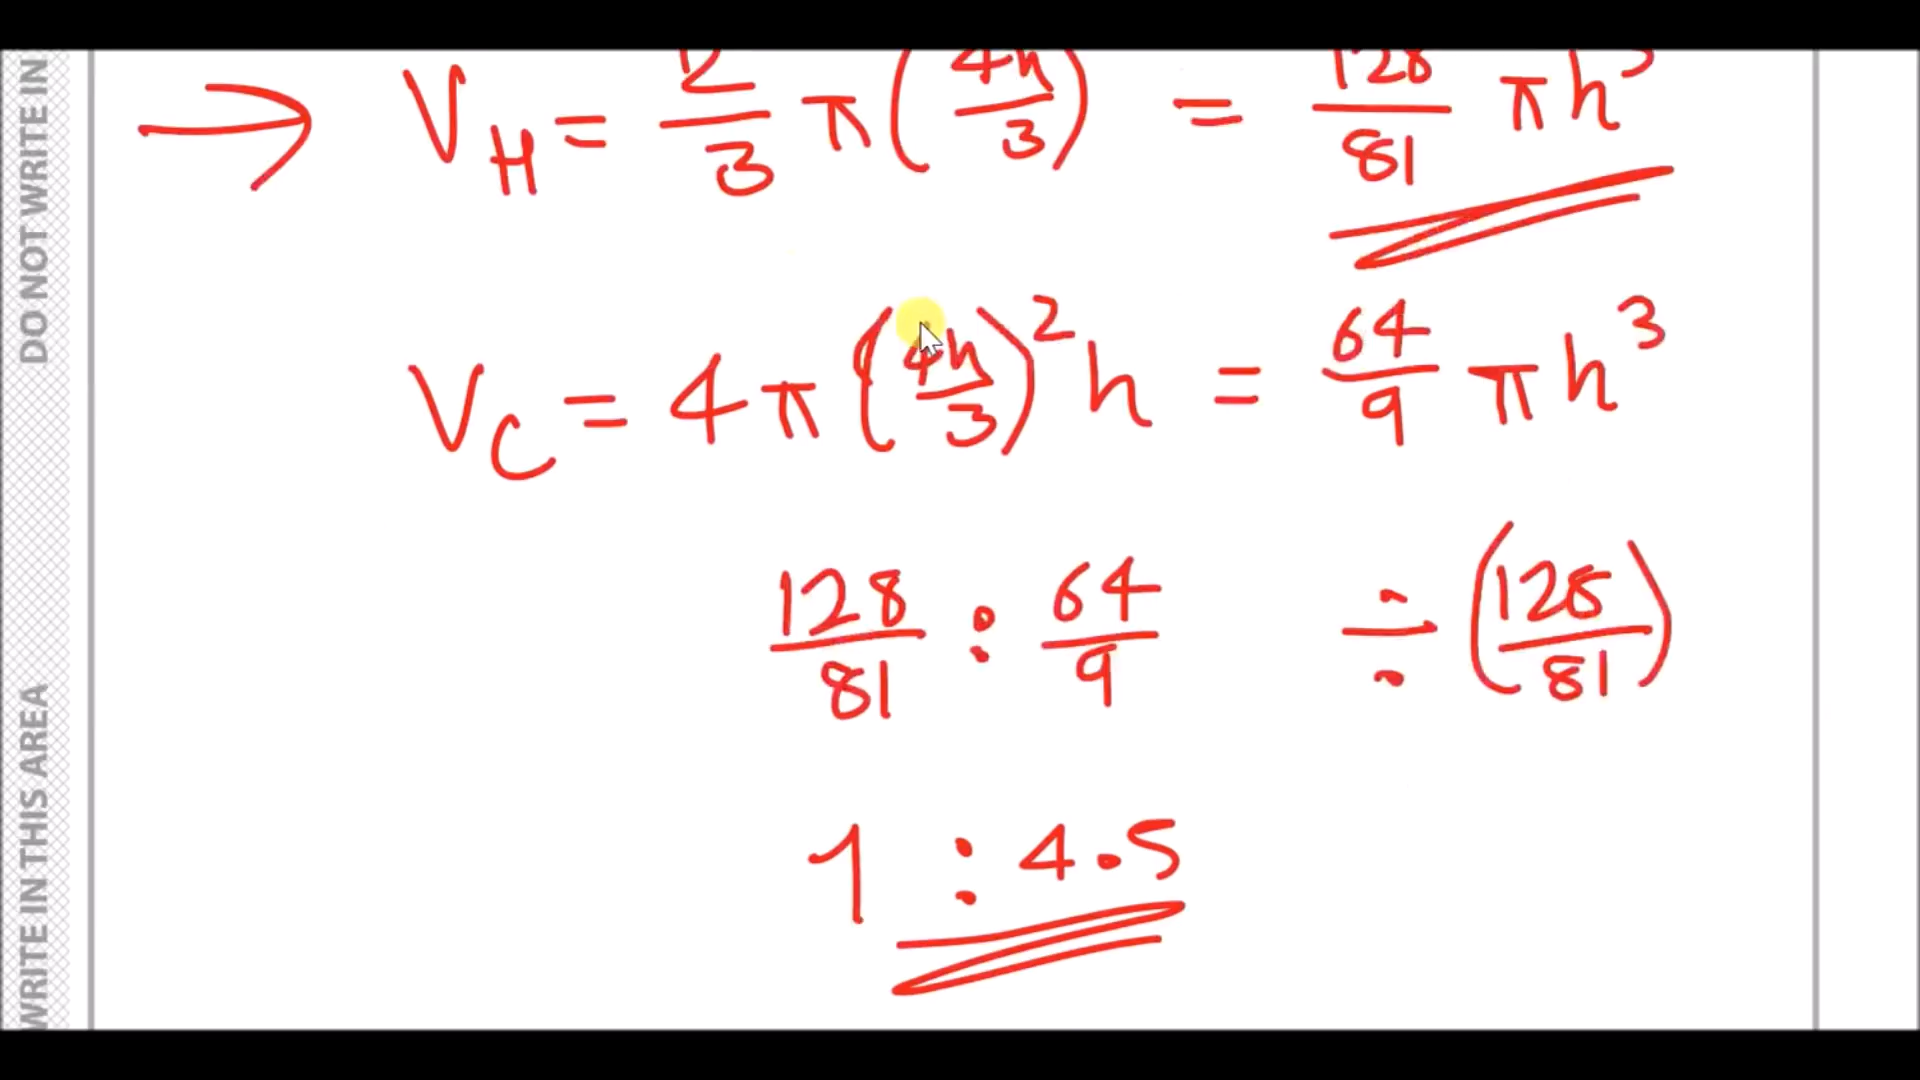 DO NOT WRITE IN
WRITE IN THIS AREA
→ V_H = 2/3 π (4h/3) = 128/81 πh³
V_C = 4π (4h/3)² h = 64/9 πh³
128/81 : 64/9 ÷ (128/81)
1 : 4.5